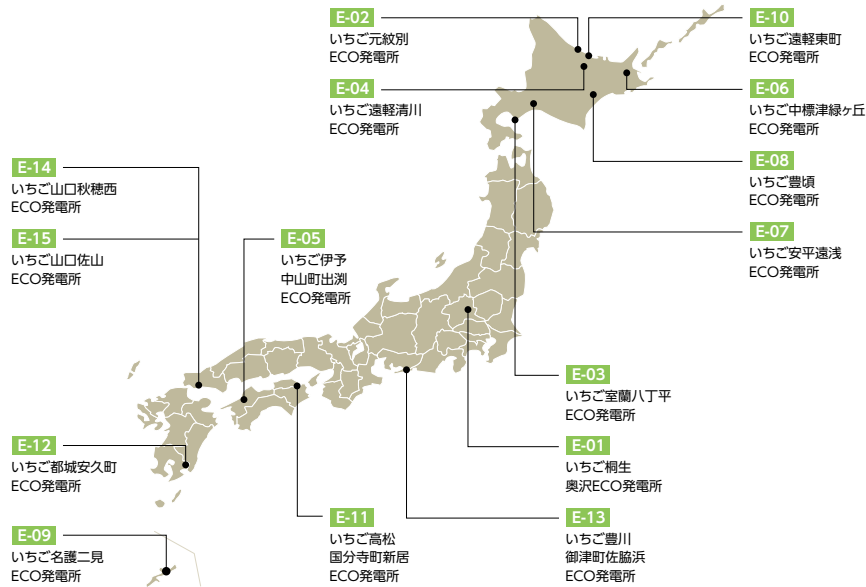 E-02
いちご元紋別
ECO発電所
E-10
いちご遠軽東町
ECO発電所
E-04
いちご遠軽清川
ECO発電所
E-06
いちご中標津緑ヶ丘
ECO発電所
E-14
いちご山口秋穂西
ECO発電所
E-08
いちご豊頃
ECO発電所
E-15
いちご山口佐山
ECO発電所
E-05
いちご伊予
中山町出渕
ECO発電所
E-07
いちご安平遠浅
ECO発電所
E-03
いちご室蘭八丁平
ECO発電所
E-12
いちご都城安久町
ECO発電所
E-01
いちご桐生
奥沢ECO発電所
E-09
いちご名護二見
ECO発電所
E-11
いちご高松
国分寺町新居
ECO発電所
E-13
いちご豊川
御津町佐脇浜
ECO発電所